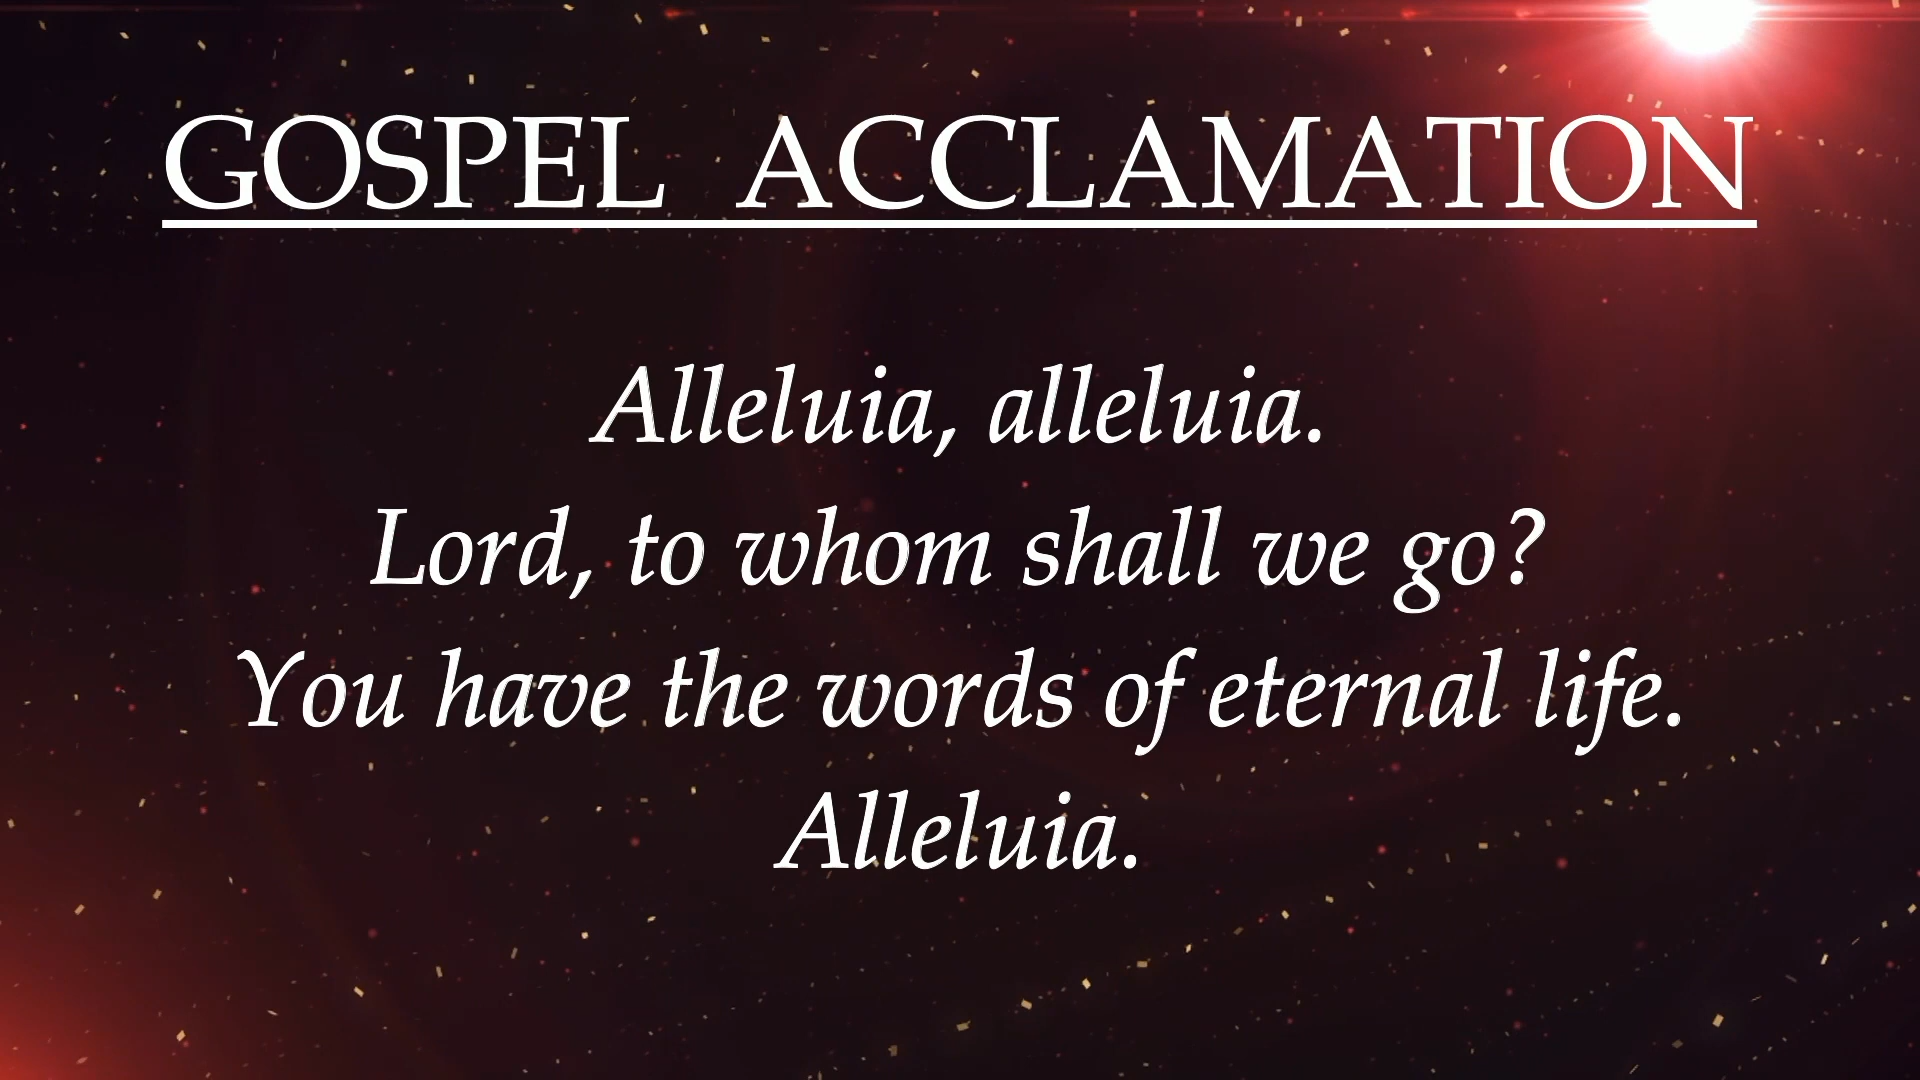 GOSPEL ACCLAMATION
Alleluia, alleluia.
Lord, to whom shall we go?
You have the words of eternal life.
Alleluia.